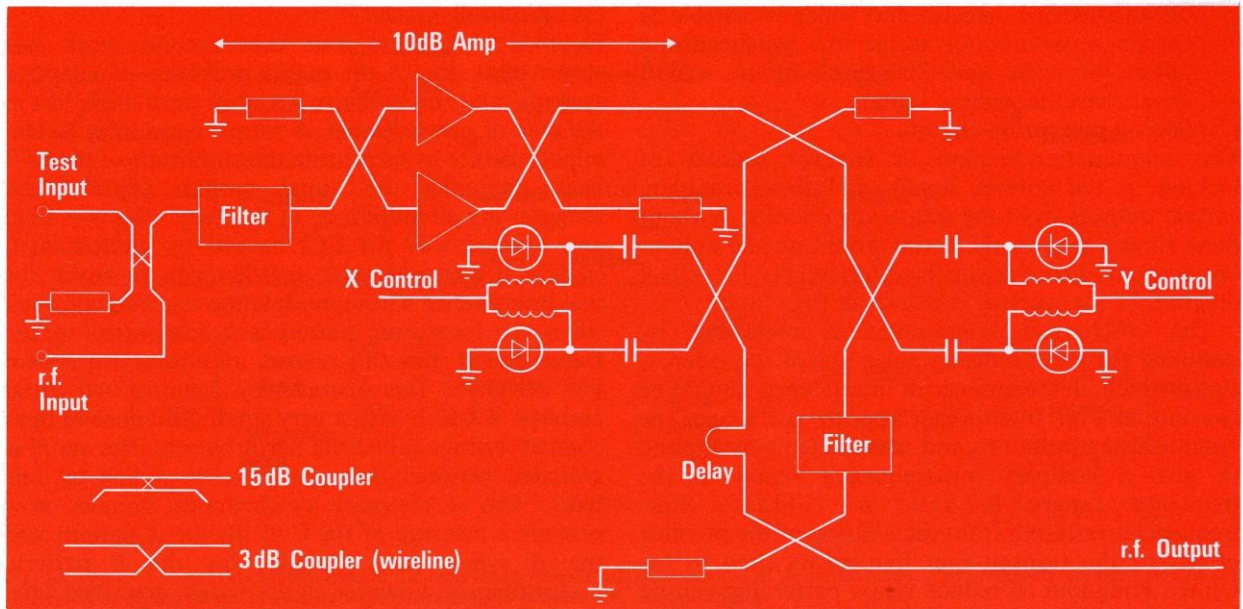 10dB Amp
Test
Input
Filter
X Control
Y Control
r.f.
Input
Filter
Delay
15dB Coupler
3dB Coupler (wireline)
r.f. Output